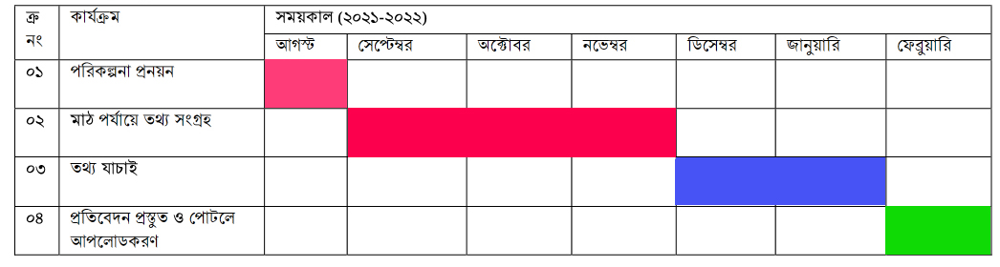 ক্র
নং
কার্যক্রম
সময়কাল (২০২১-২০২২)
আগস্ট সেপ্টেম্বর অক্টোবর নভেম্বর ডিসেম্বর জানুয়ারি ফেব্রুয়ারি
০১ পরিকল্পনা প্রনয়ন
০২ মাঠ পর্যায়ে তথ্য সংগ্রহ
০৩ তথ্য যাচাই
০৪ প্রতিবেদন প্রস্তুত ও পোটলে
আপলোডকরণ